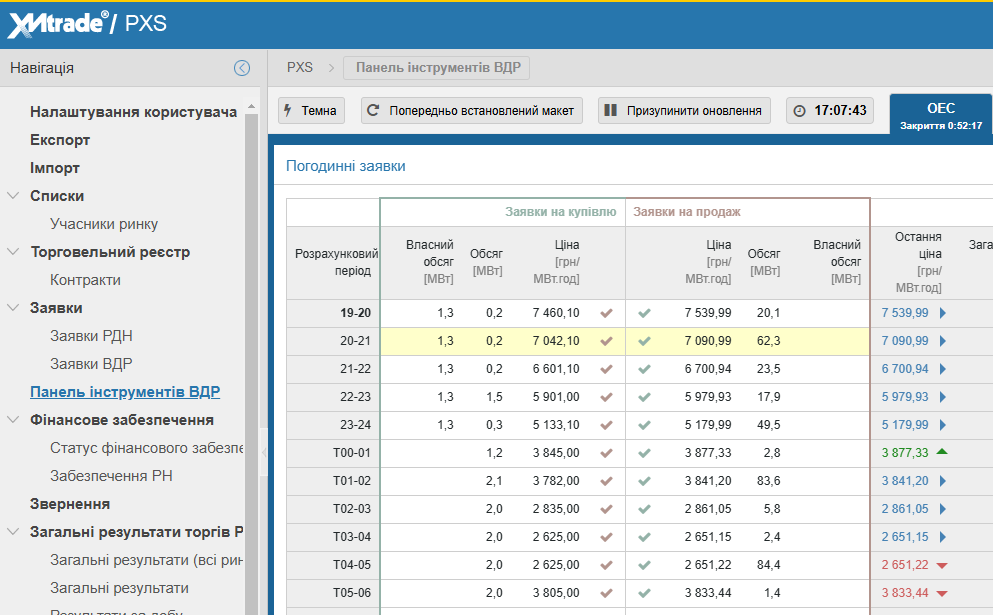 XMtrade® / PXS
Навігація
Налаштування користувача
Експорт
Імпорт
Списки
Учасники ринку
Торговельний реєстр
Контракти
Заявки
Заявки РДН
Заявки ВДР
Панель інструментів ВДР
Фінансове забезпечення
Статус фінансового забезпе
Забезпечення РН
Звернення
Загальні результати торгів Р
Загальні результати (всі рин
Загальні результати
Результати за добу
PXS > Панель інструментів ВДР
Темна Попередньо встановлений макет Призупинити оновлення 17:07:43 ОЕС
Закриття 0:52:17
Погодинні заявки
Заявки на купівлю Заявки на продаж
Розрахунковий період Власний обсяг [МВт] Обсяг [МВт] Ціна [грн/ МВт.год] Ціна [грн/ МВт.год] Обсяг [МВт] Власний обсяг [МВт] Остання ціна [грн/ МВт.год] Зага
19-20 1,3 0,2 7 460,10 7 539,99 20,1 7 539,99
20-21 1,3 0,2 7 042,10 7 090,99 62,3 7 090,99
21-22 1,3 0,2 6 601,10 6 700,94 23,5 6 700,94
22-23 1,3 1,5 5 901,00 5 979,93 17,9 5 979,93
23-24 1,3 0,3 5 133,10 5 179,99 49,5 5 179,99
T00-01 1,2 3 845,00 3 877,33 2,8 3 877,33
T01-02 2,1 3 782,00 3 841,20 83,6 3 841,20
T02-03 2,0 2 835,00 2 861,05 5,8 2 861,05
T03-04 2,0 2 625,00 2 651,15 2,4 2 651,15
T04-05 2,0 2 625,00 2 651,22 84,4 2 651,22
T05-06 2,0 3 805,00 3 833,44 1,4 3 833,44